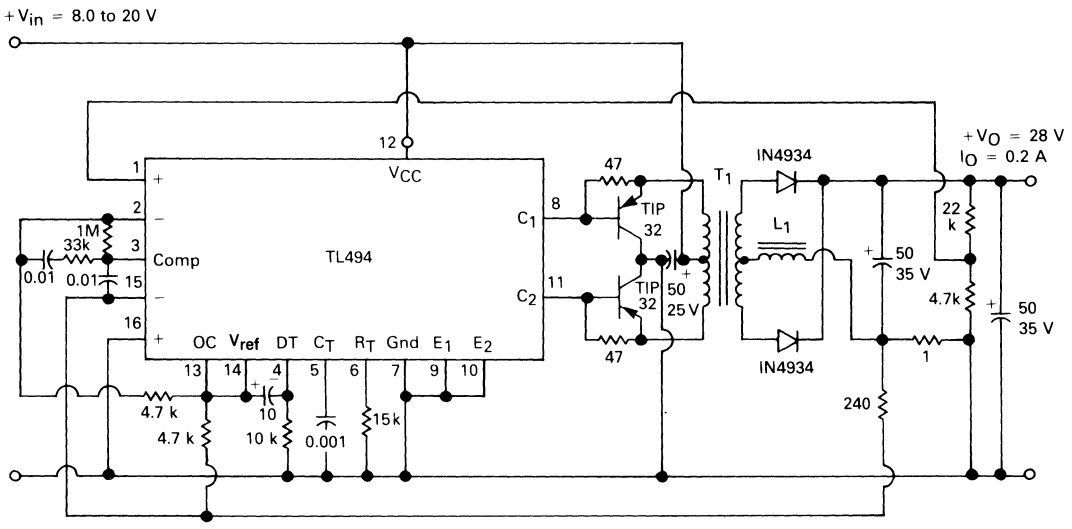 +Vin = 8.0 to 20 V
+VO = 28 V
IO = 0.2 A
12
VCC
IN4934
47
T1
1
+
2
−
1M
33k
3
Comp
0.01
0.01
15
−
16
+
TL494
C1
8
TIP
32
L1
C2
11
TIP
32
+
50
25 V
47
IN4934
+
50
35 V
22
k
4.7k
+
50
35 V
1
OC
Vref
DT
CT
RT
Gnd
E1
E2
13
14
4
5
6
7
9
10
+
−
10
4.7 k
4.7 k
10 k
0.001
15k
240